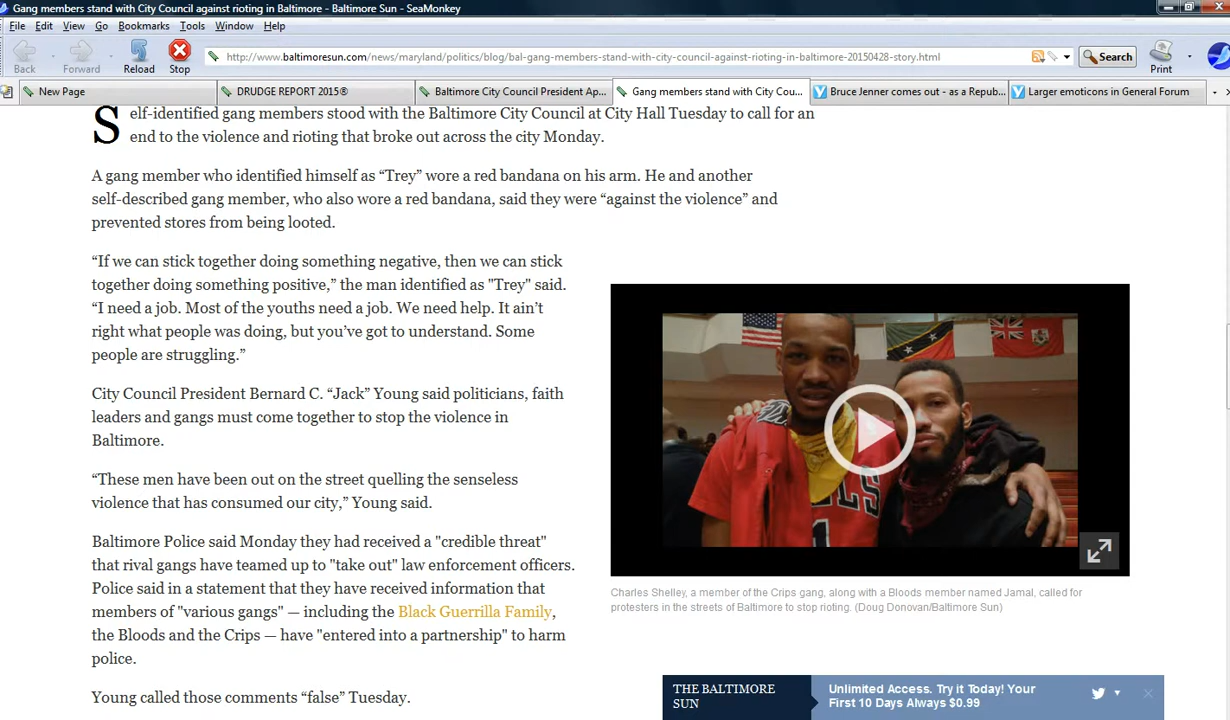 Gang members stand with City Council against rioting in Baltimore - Baltimore Sun - SeaMonkey
File Edit View Go Bookmarks Tools Window Help
http://www.baltimoresun.com/news/maryland/politics/blog/bal-gang-members-stand-with-city-council-against-rioting-in-baltimore-20150428-story.html
Search
Back Forward Reload Stop Print
New Page DRUDGE REPORT 2015® Baltimore City Council President Ap... Gang members stand with City Cou... Bruce Jenner comes out - as a Repub... Larger emoticons in General Forum
Self-identified gang members stood with the Baltimore City Council at City Hall Tuesday to call for an
end to the violence and rioting that broke out across the city Monday.
A gang member who identified himself as “Trey” wore a red bandana on his arm. He and another
self-described gang member, who also wore a red bandana, said they were “against the violence” and
prevented stores from being looted.
“If we can stick together doing something negative, then we can stick
together doing something positive,” the man identified as "Trey" said.
“I need a job. Most of the youths need a job. We need help. It ain’t
right what people was doing, but you’ve got to understand. Some
people are struggling.”
City Council President Bernard C. “Jack” Young said politicians, faith
leaders and gangs must come together to stop the violence in
Baltimore.
“These men have been out on the street quelling the senseless
violence that has consumed our city,” Young said.
Baltimore Police said Monday they had received a "credible threat"
that rival gangs have teamed up to "take out" law enforcement officers.
Police said in a statement that they have received information that
members of "various gangs" — including the Black Guerrilla Family,
the Bloods and the Crips — have "entered into a partnership" to harm
police.
Young called those comments “false” Tuesday.
Charles Shelley, a member of the Crips gang, along with a Bloods member named Jamal, called for
protesters in the streets of Baltimore to stop rioting. (Doug Donovan/Baltimore Sun)
THE BALTIMORE
SUN
Unlimited Access. Try it Today! Your
First 10 Days Always $0.99